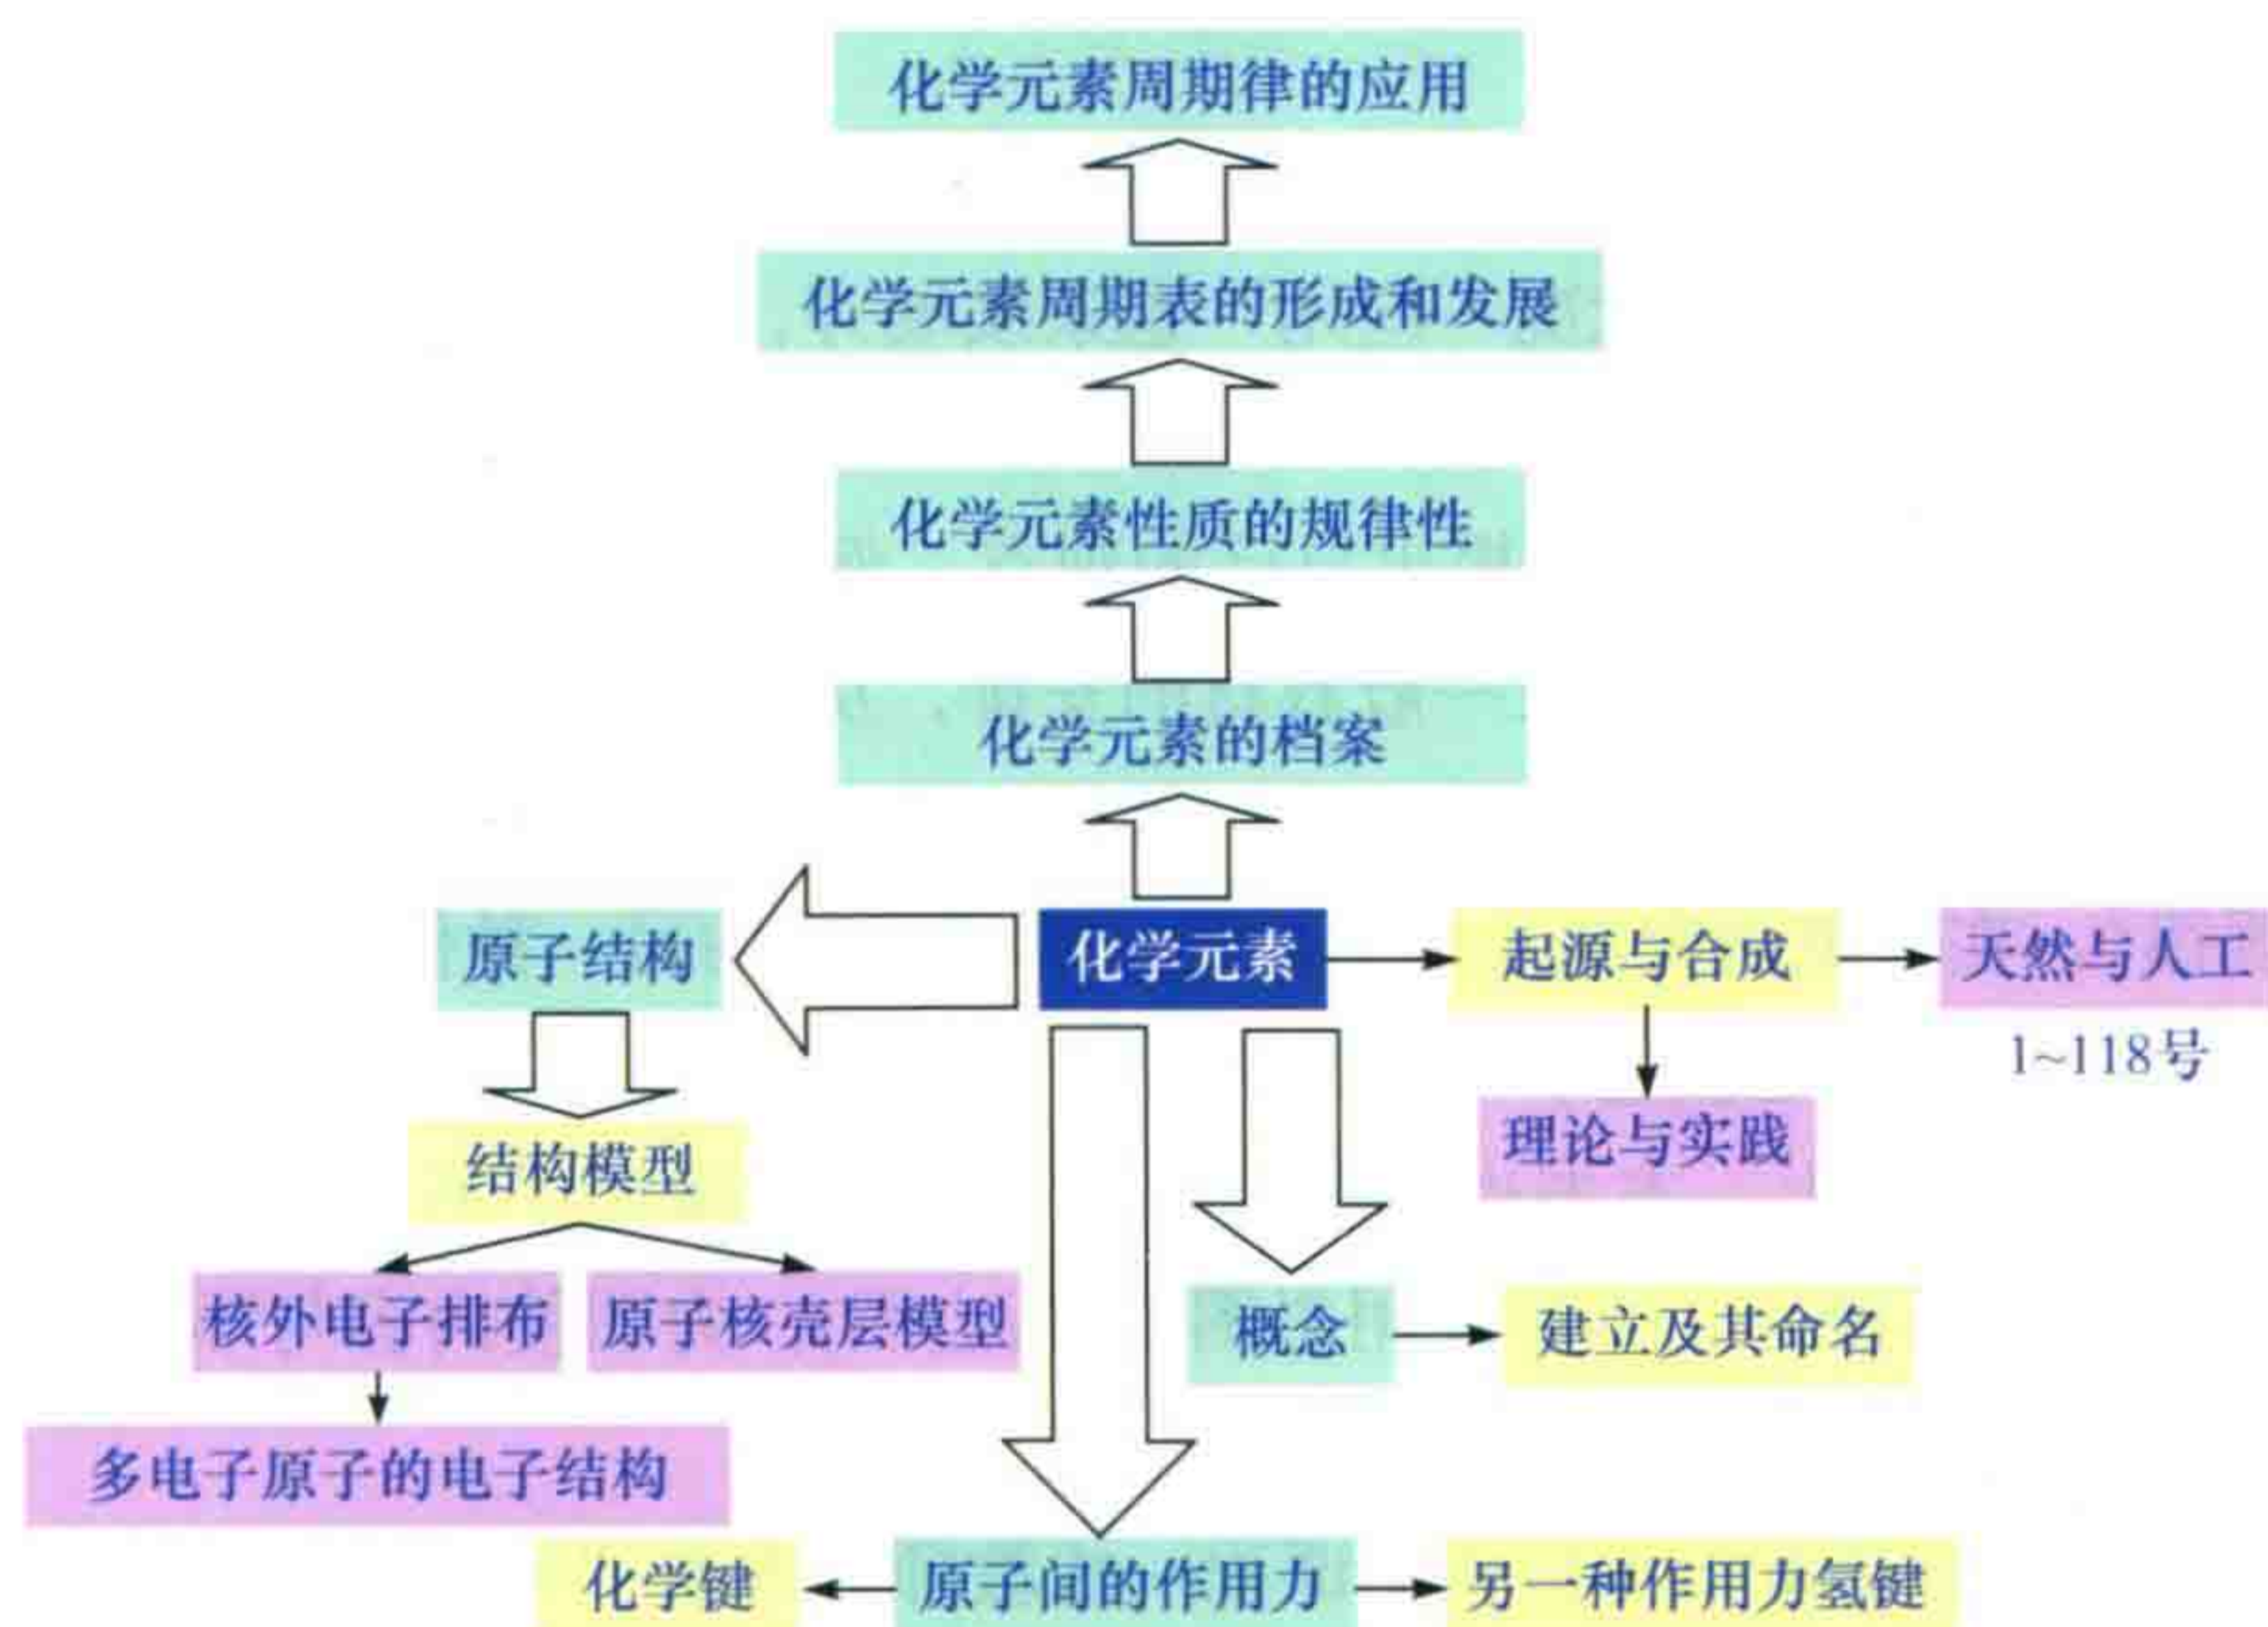 化学元素周期律的应用
化学元素周期表的形成和发展
化学元素性质的规律性
化学元素的档案
原子结构
化学元素
起源与合成
天然与人工
1~118号
理论与实践
结构模型
核外电子排布
原子核壳层模型
概念
建立及其命名
多电子原子的电子结构
化学键
原子间的作用力
另一种作用力氢键